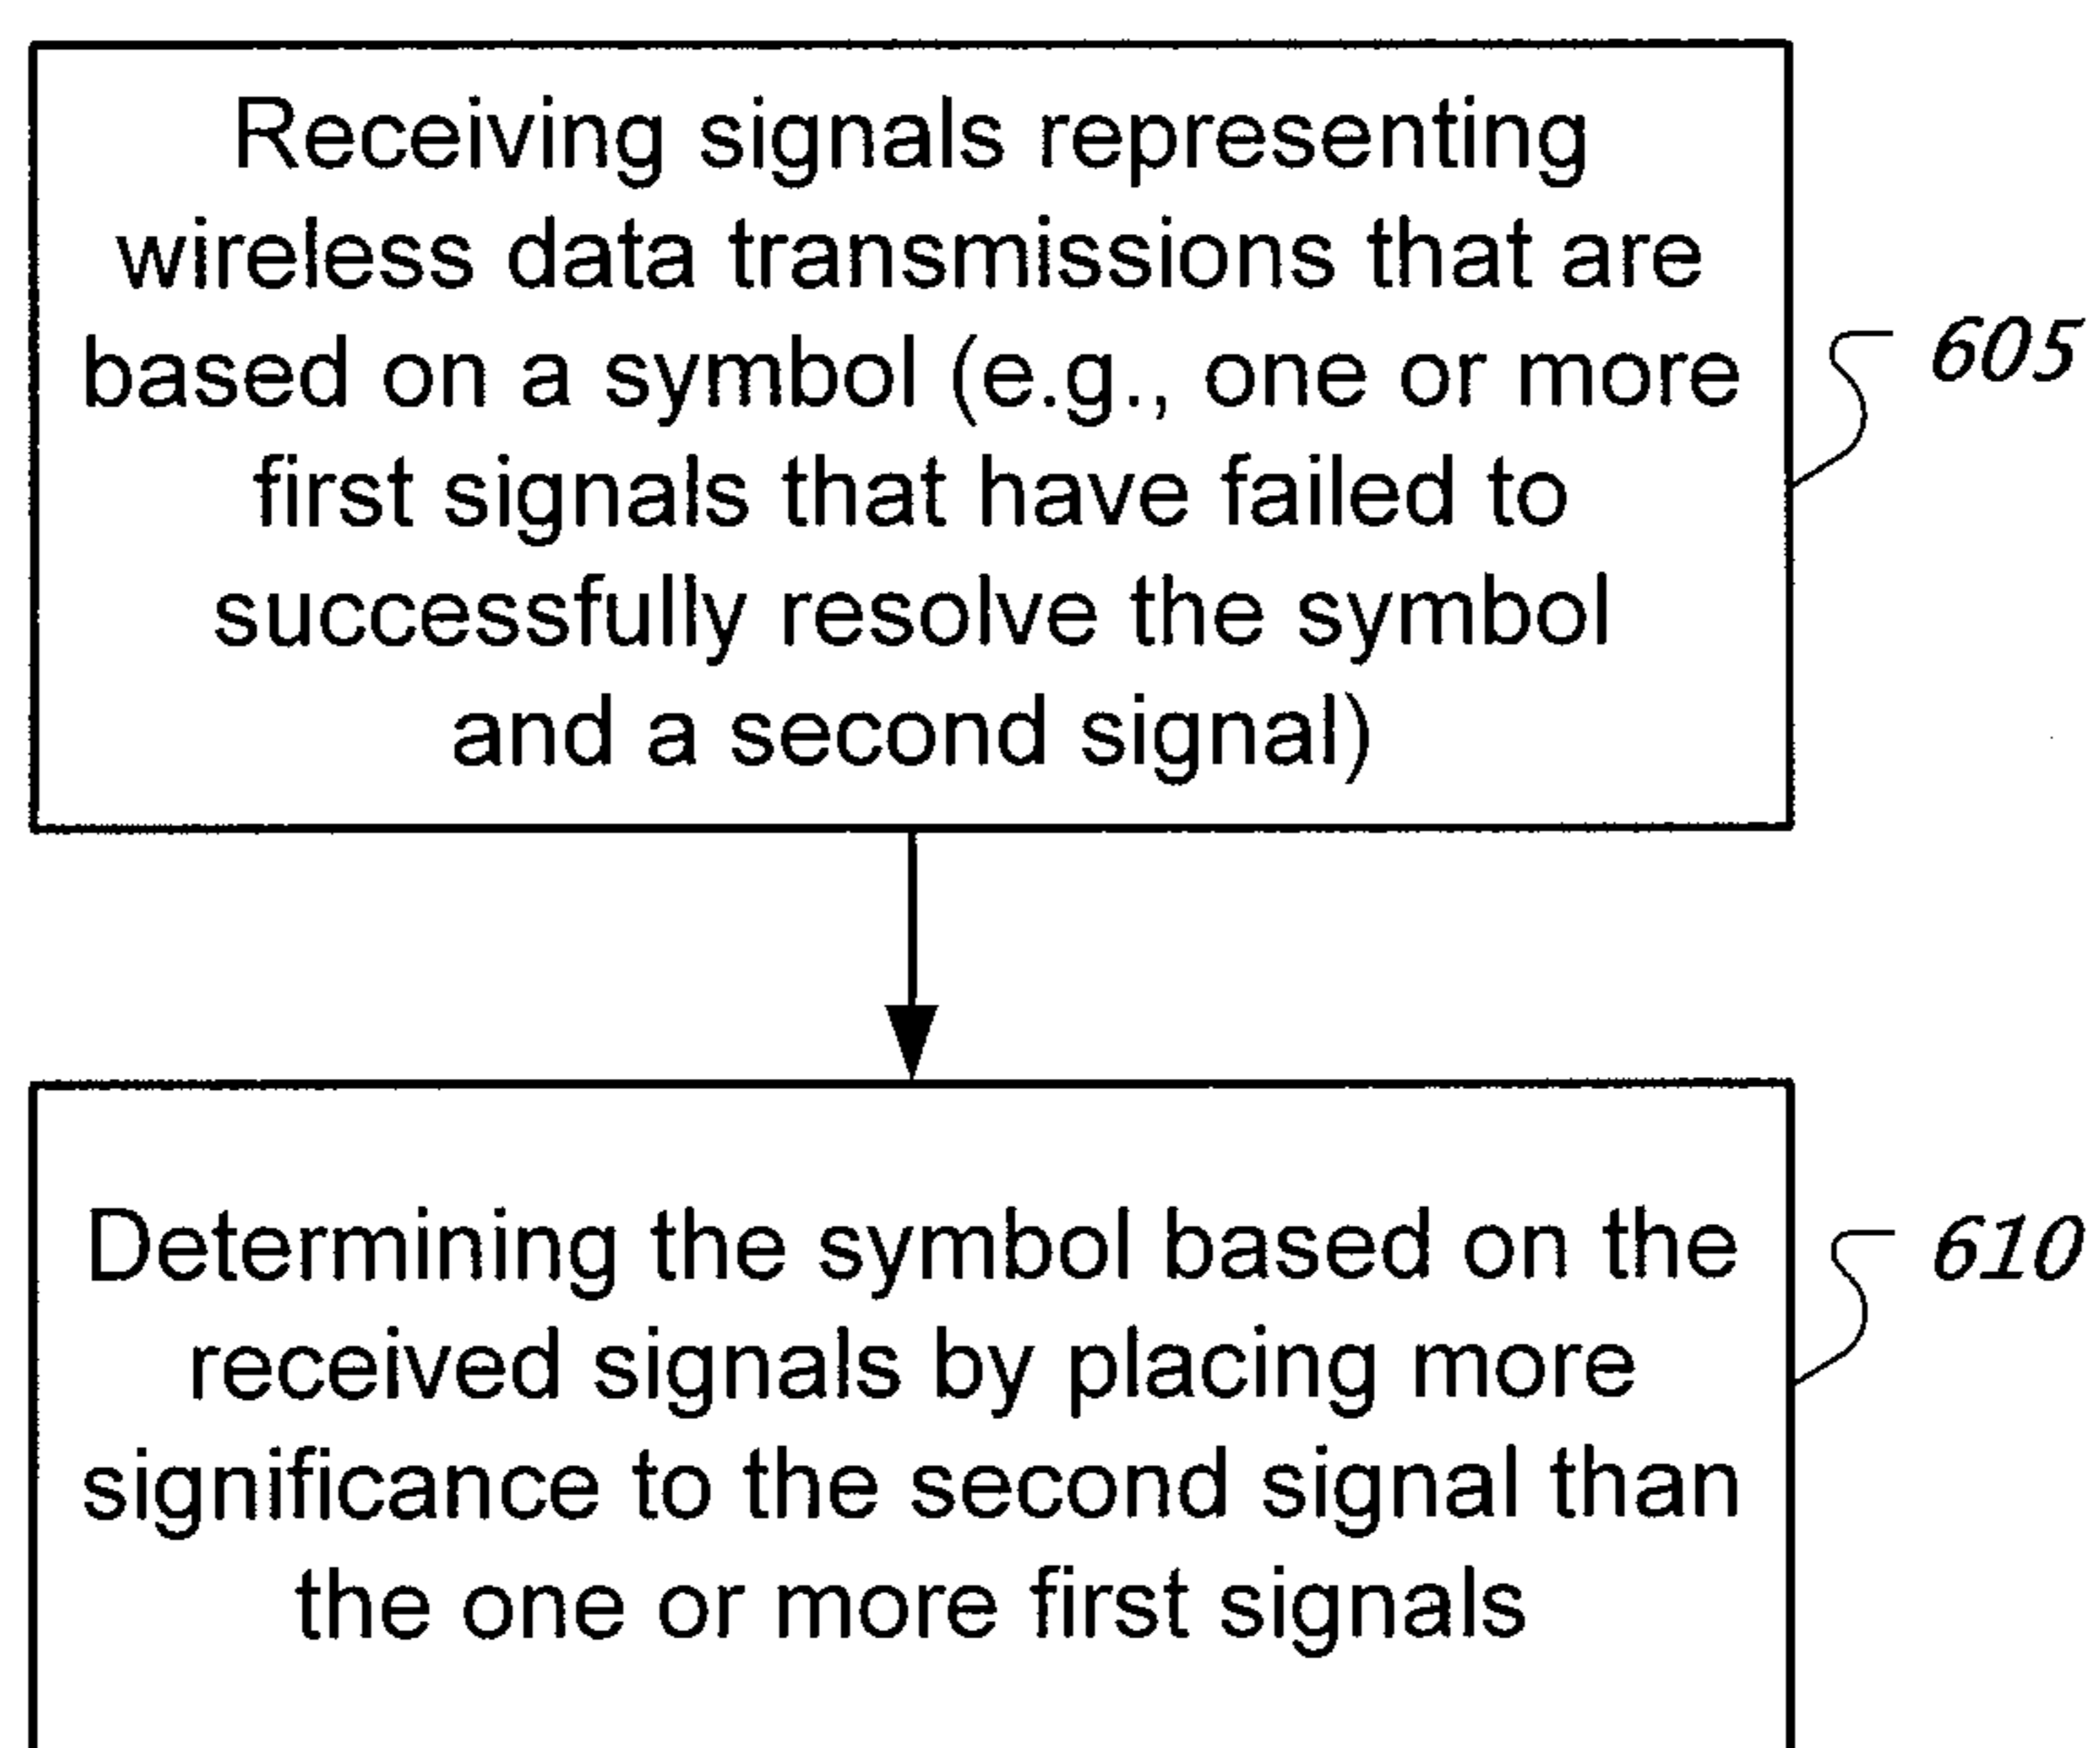 Receiving signals representing
wireless data transmissions that are
based on a symbol (e.g., one or more
first signals that have failed to
successfully resolve the symbol
and a second signal)
605
Determining the symbol based on the
received signals by placing more
significance to the second signal than
the one or more first signals
610